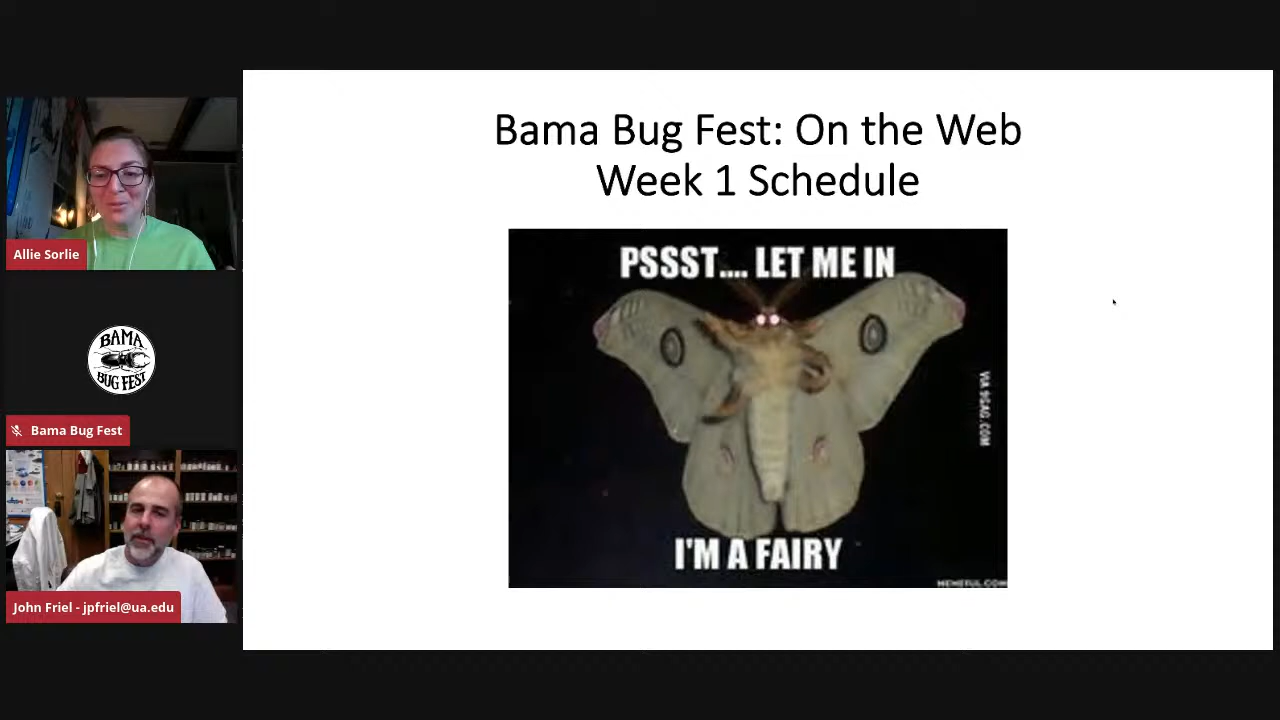 Bama Bug Fest: On the Web
Week 1 Schedule
PSSST.... LET ME IN
VIA 9GAG.COM
I'M A FAIRY
MEMEFUL.COM
Allie Sorlie
BAMA
BUG FEST
Bama Bug Fest
John Friel - jpfriel@ua.edu